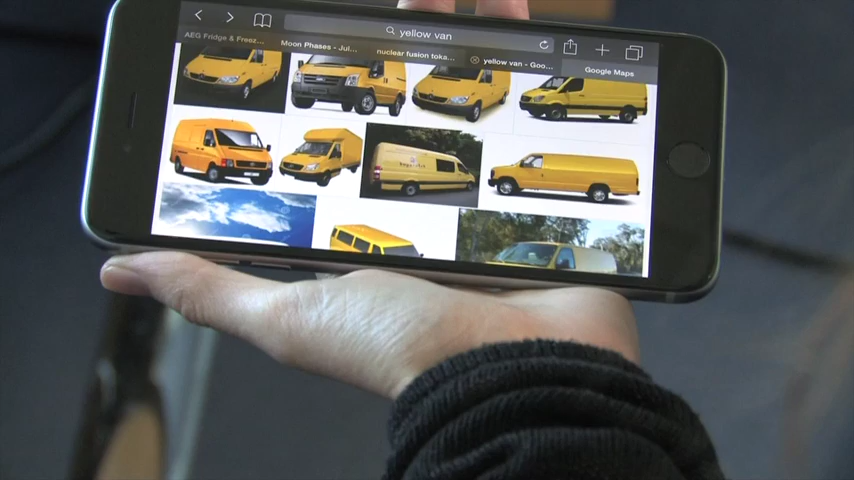 yellow van
AEG Fridge & Freez...
Moon Phases - Jul...
nuclear fusion toka...
yellow van - Goo...
Google Maps